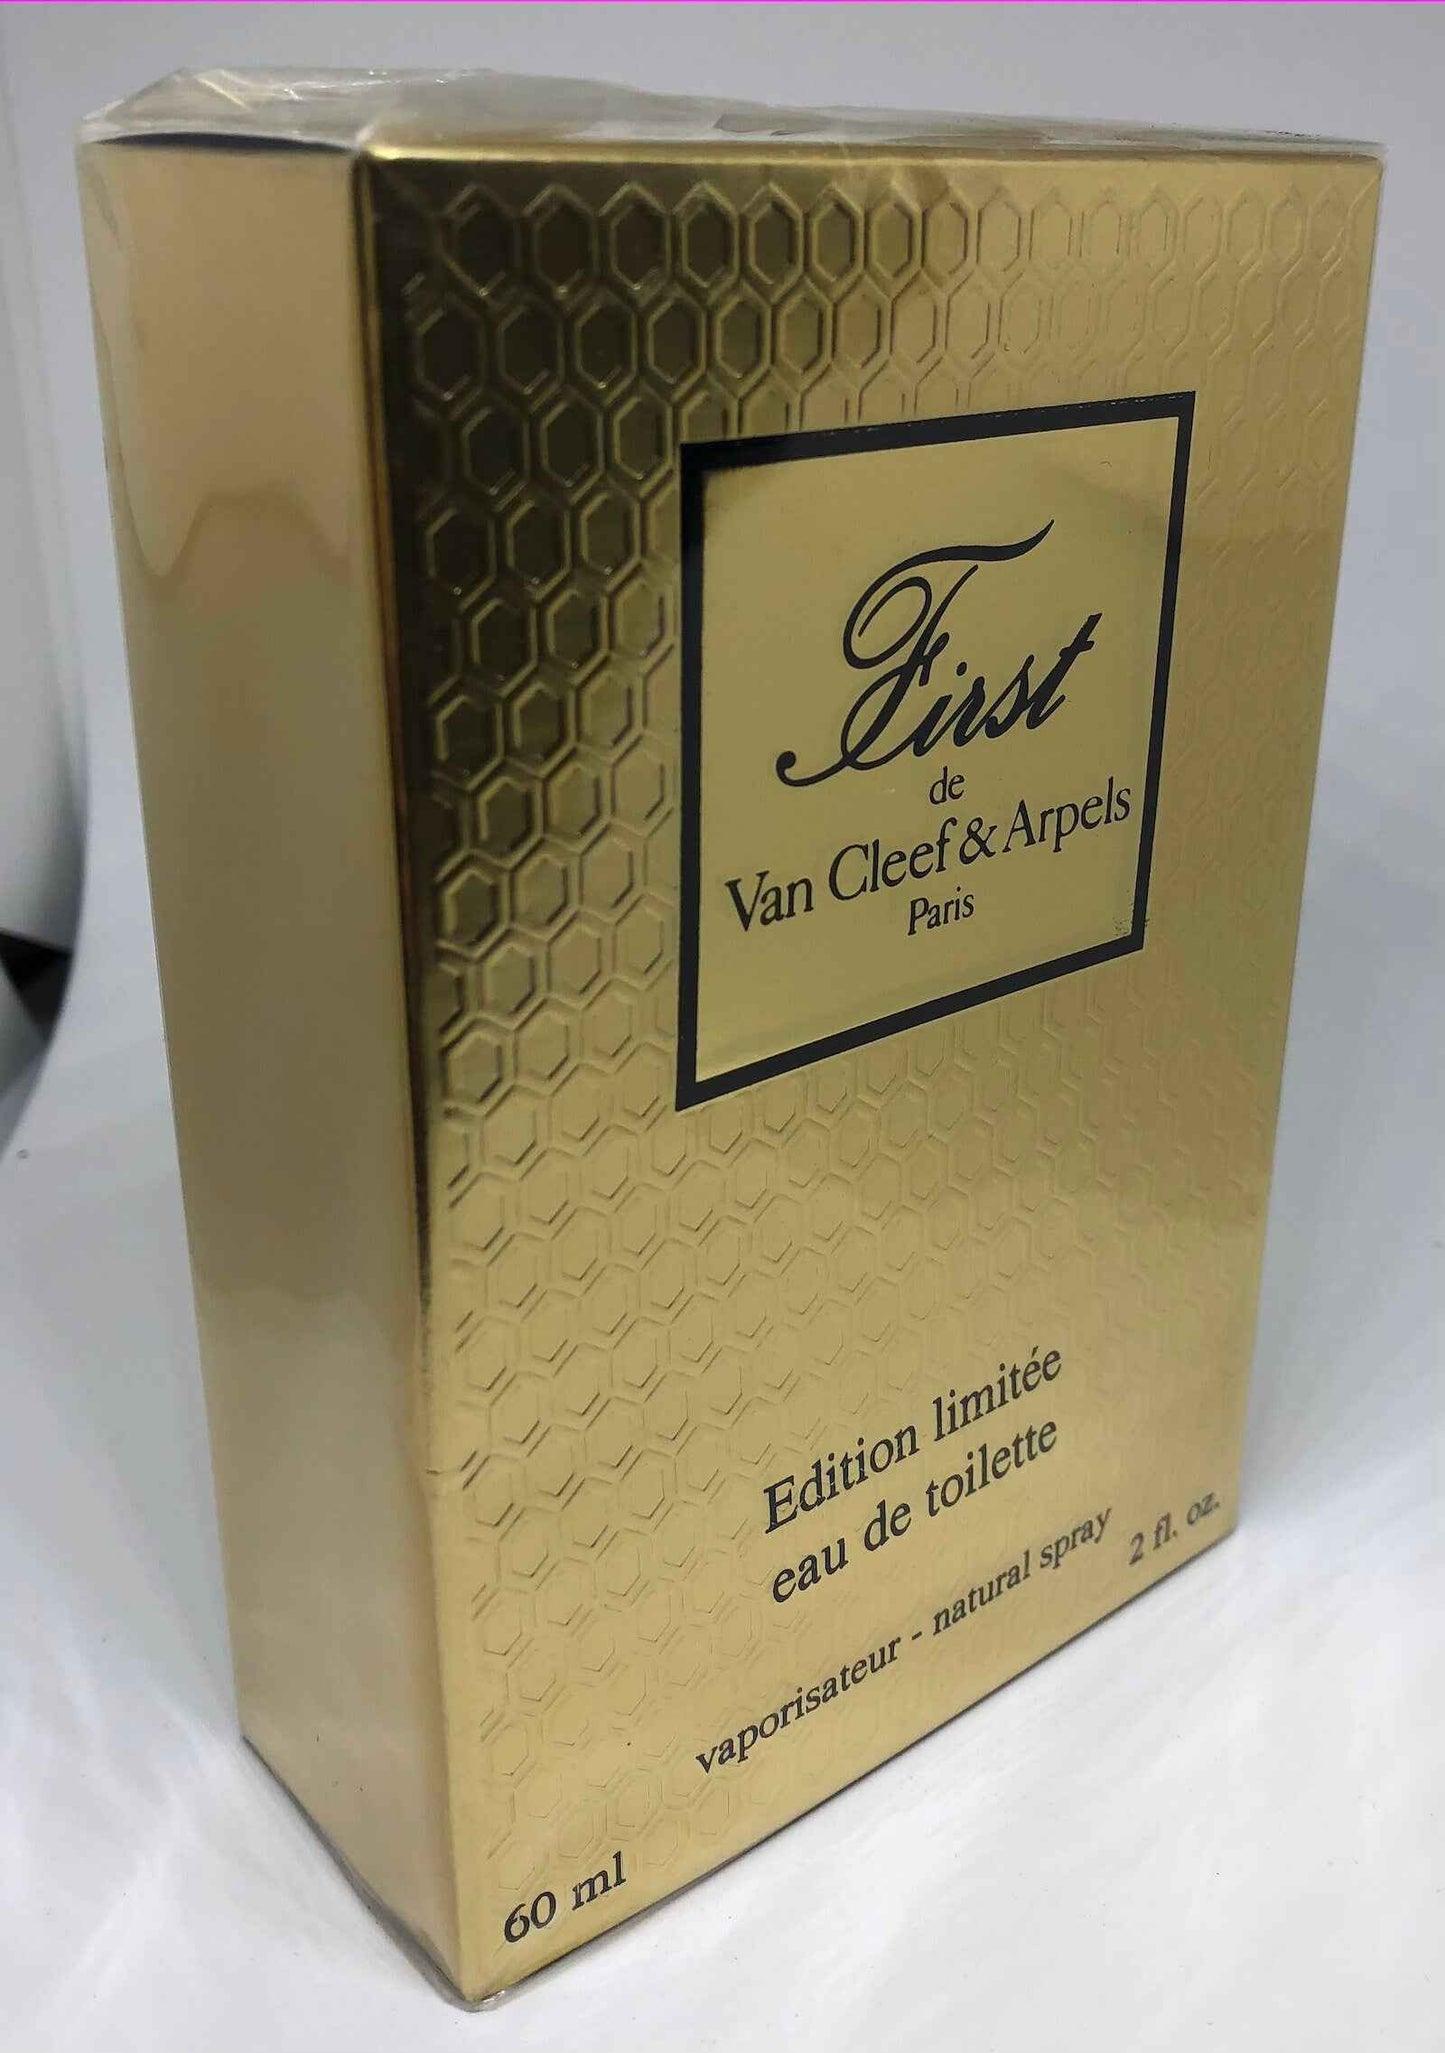 First
de
Van Cleef & Arpels
Paris
Edition limitée
eau de toilette
vaporisateur - natural spray
60 ml
2 fl. oz.